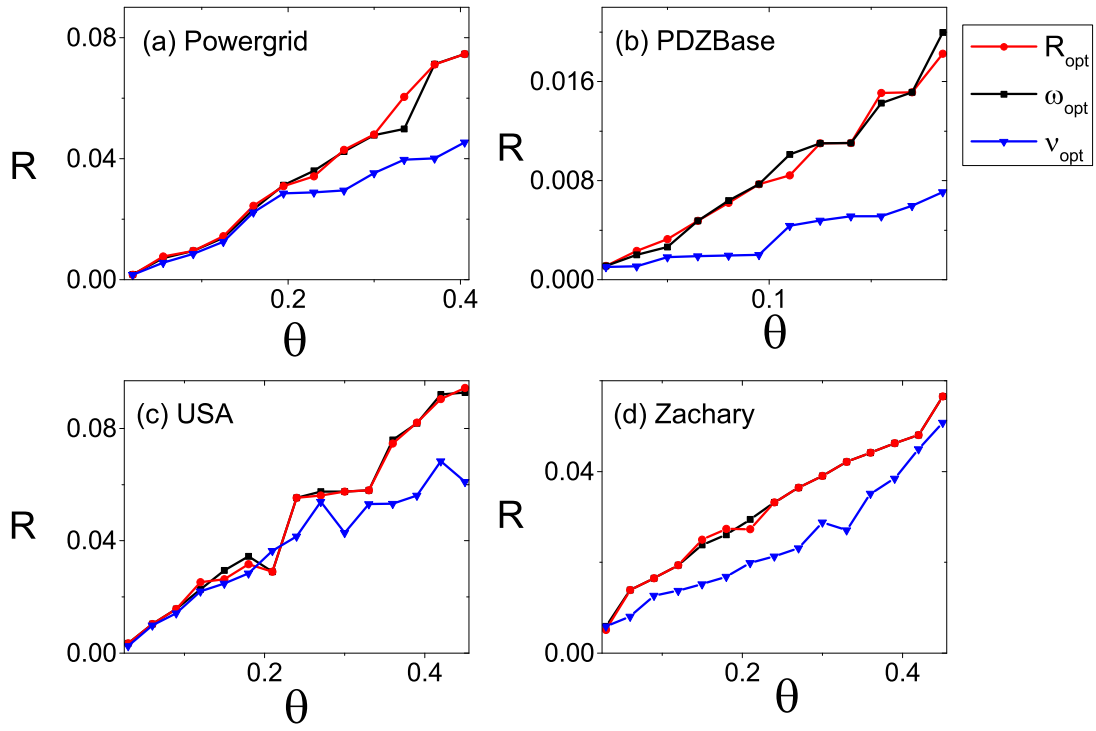 (a) Powergrid
0.08
0.04
0.00
R
0.2
0.4
θ
(b) PDZBase
0.016
0.008
0.000
R
0.1
θ
R_opt
ω_opt
ν_opt
(c) USA
0.08
0.04
0.00
R
0.2
0.4
θ
(d) Zachary
0.04
0.00
R
0.2
0.4
θ